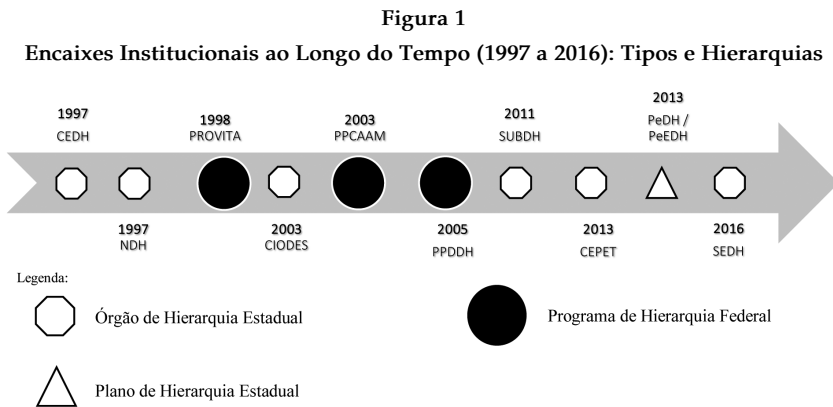 Figura 1
Encaixes Institucionais ao Longo do Tempo (1997 a 2016): Tipos e Hierarquias
1997
CEDH
1998
PROVITA
2003
PPCAAM
2011
SUBDH
2013
PeDH /
PeEDH
1997
NDH
2003
CIODES
2005
PPDDH
2013
CEPET
2016
SEDH
Legenda:
Órgão de Hierarquia Estadual
Programa de Hierarquia Federal
Plano de Hierarquia Estadual